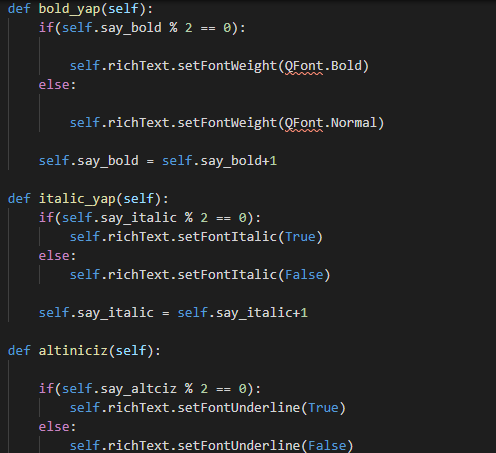 def bold_yap(self):
    if(self.say_bold % 2 == 0):
        self.richText.setFontWeight(QFont.Bold)
    else:
        self.richText.setFontWeight(QFont.Normal)
    self.say_bold = self.say_bold+1
def italic_yap(self):
    if(self.say_italic % 2 == 0):
        self.richText.setFontItalic(True)
    else:
        self.richText.setFontItalic(False)
    self.say_italic = self.say_italic+1
def altiniciz(self):
    if(self.say_altciz % 2 == 0):
        self.richText.setFontUnderline(True)
    else:
        self.richText.setFontUnderline(False)